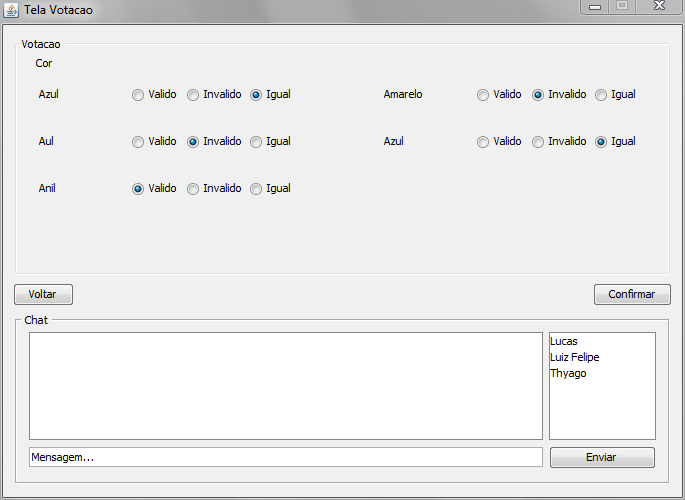 Tela Votacao
Votacao
Cor
Azul Valido Invalido Igual Amarelo Valido Invalido Igual
Aul Valido Invalido Igual Azul Valido Invalido Igual
Anil Valido Invalido Igual
Voltar Confirmar
Chat
Lucas
Luiz Felipe
Thyago
Mensagem... Enviar